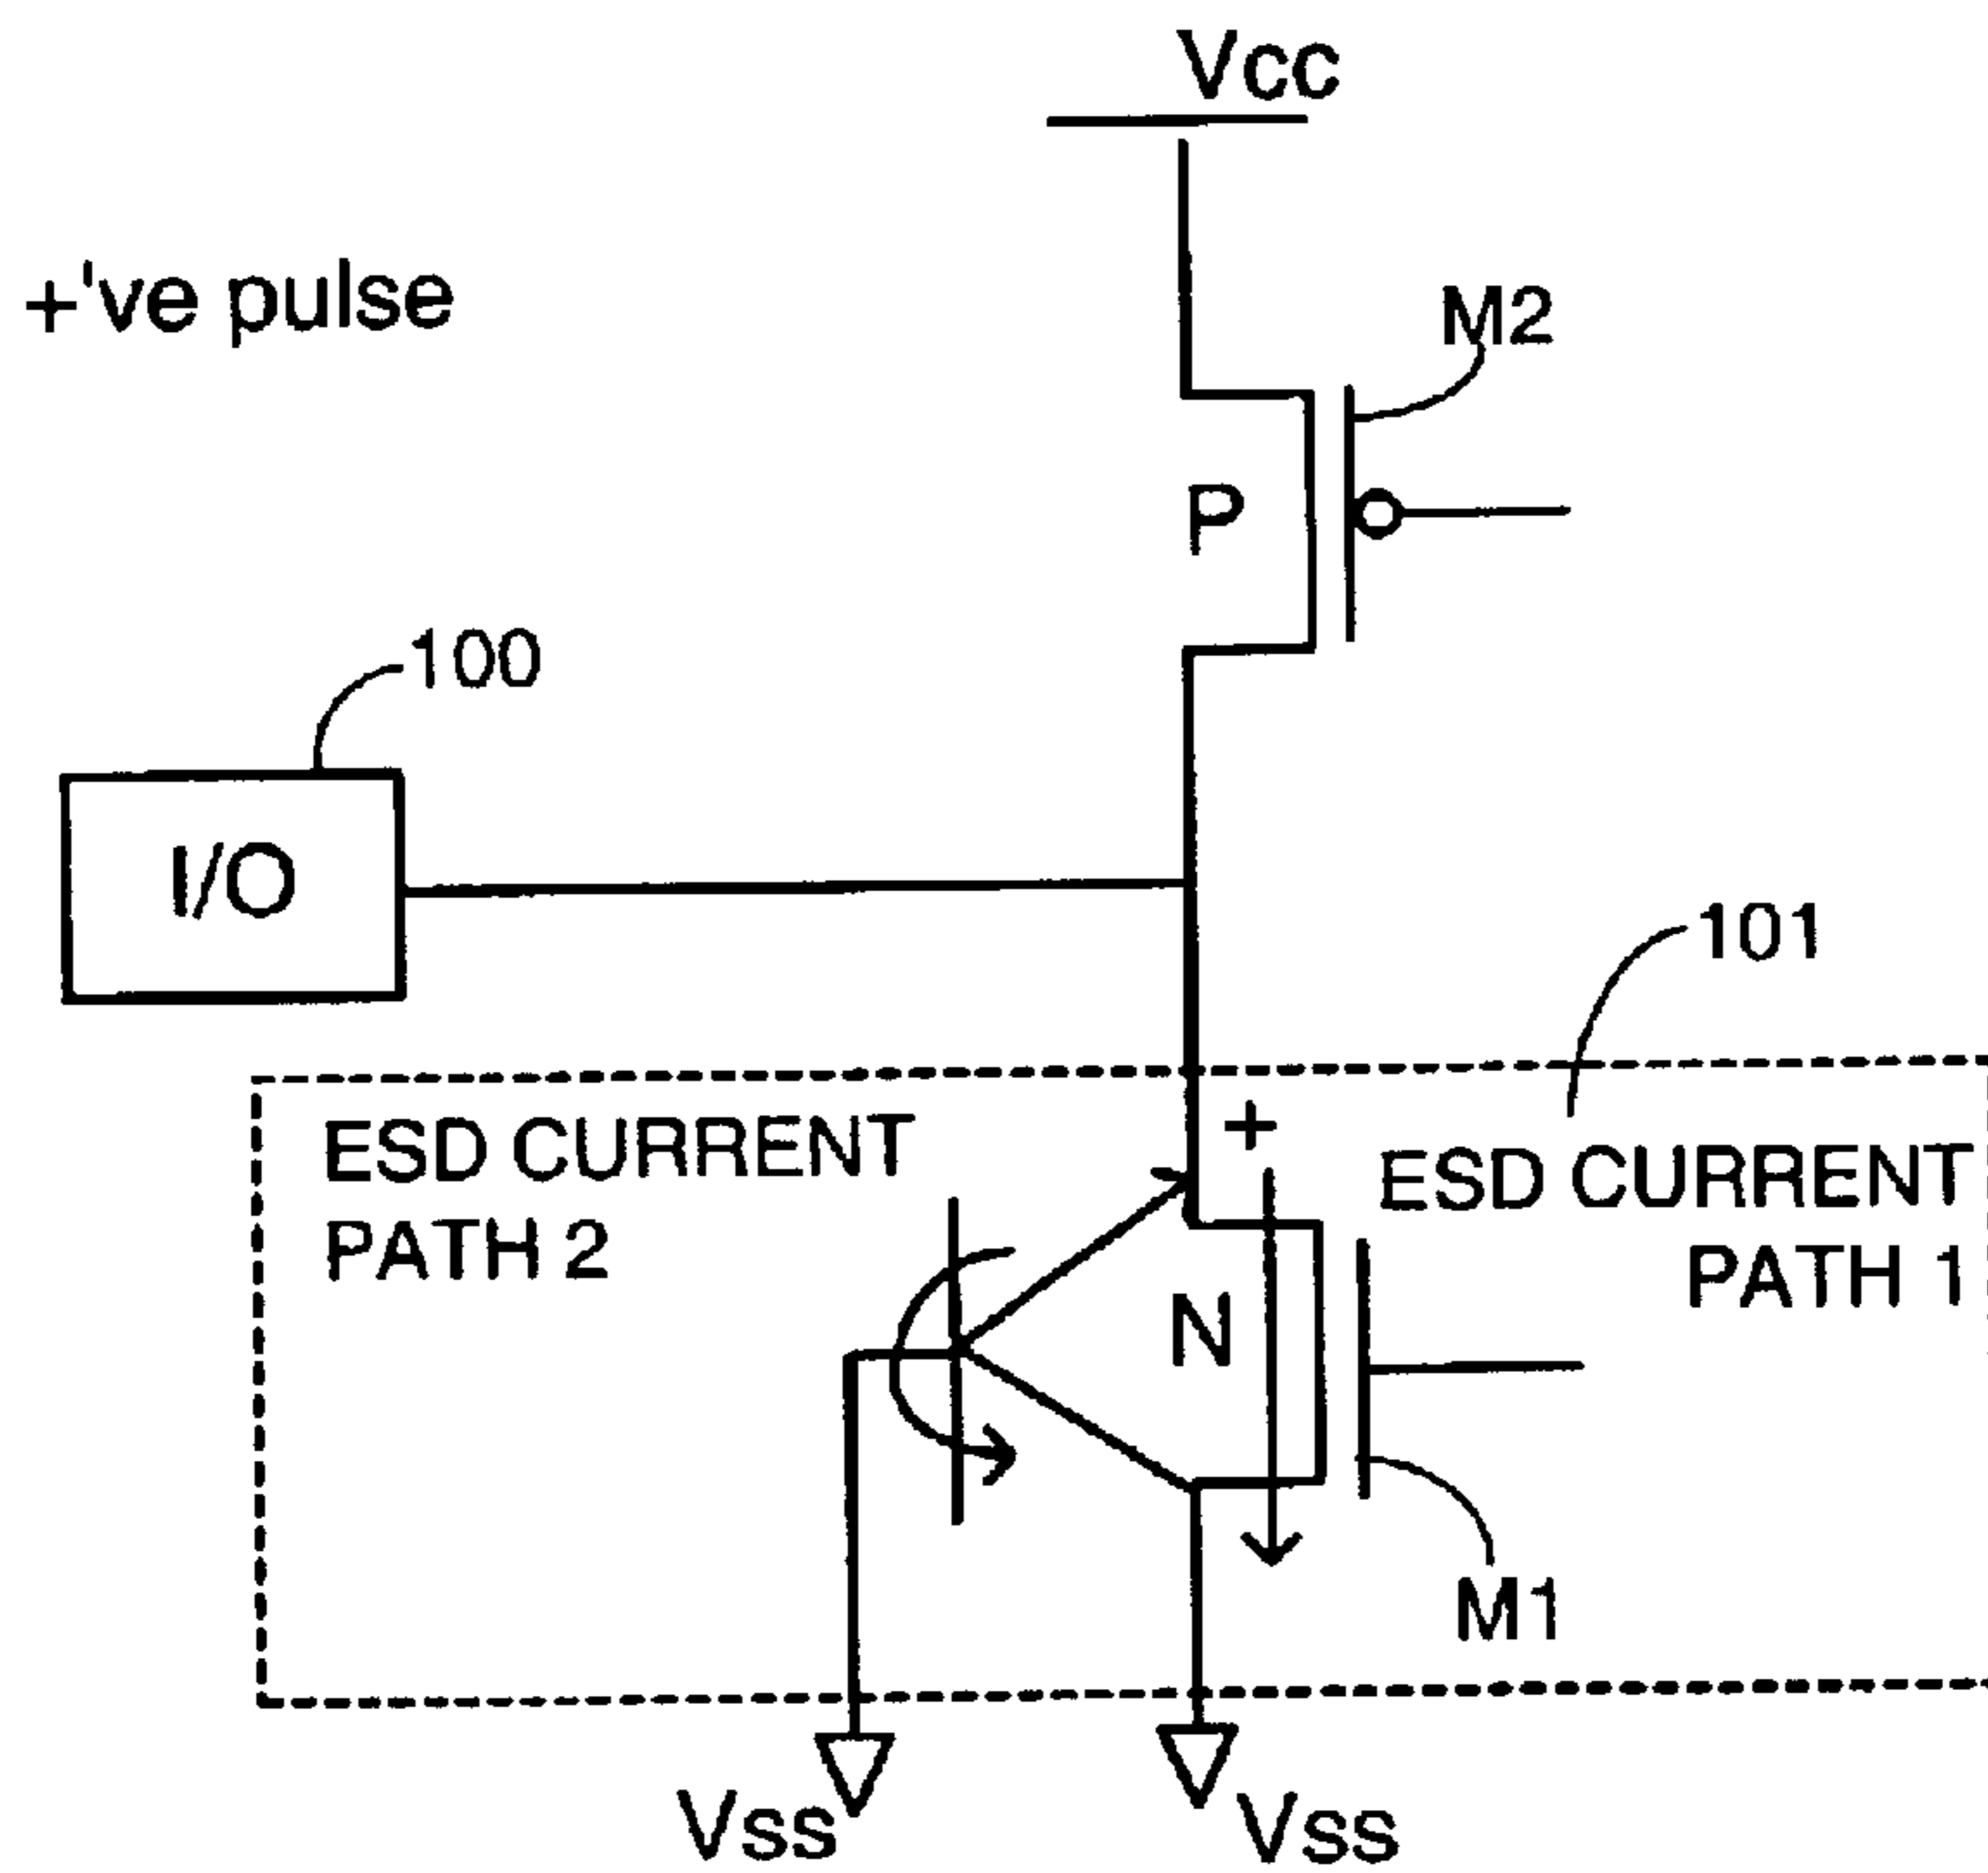 Vcc
+'ve pulse
M2
P
100
I/O
101
ESD CURRENT
PATH 2
+
ESD CURRENT
PATH 1
N
M1
Vss
Vss